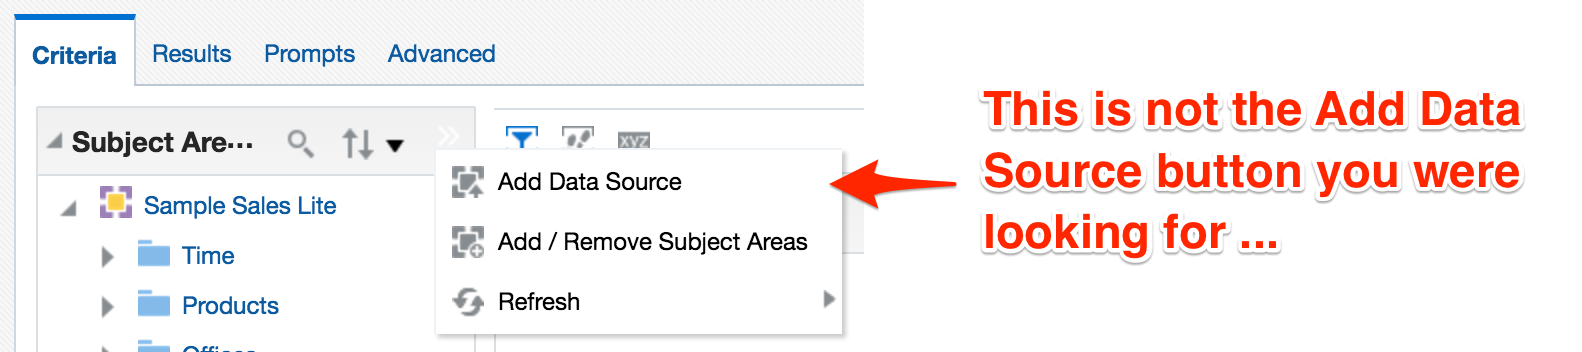 Criteria Results Prompts Advanced
Subject Are...
XYZ
Sample Sales Lite
Time
Products
Offices
Add Data Source
Add / Remove Subject Areas
Refresh
This is not the Add Data
Source button you were
looking for ...